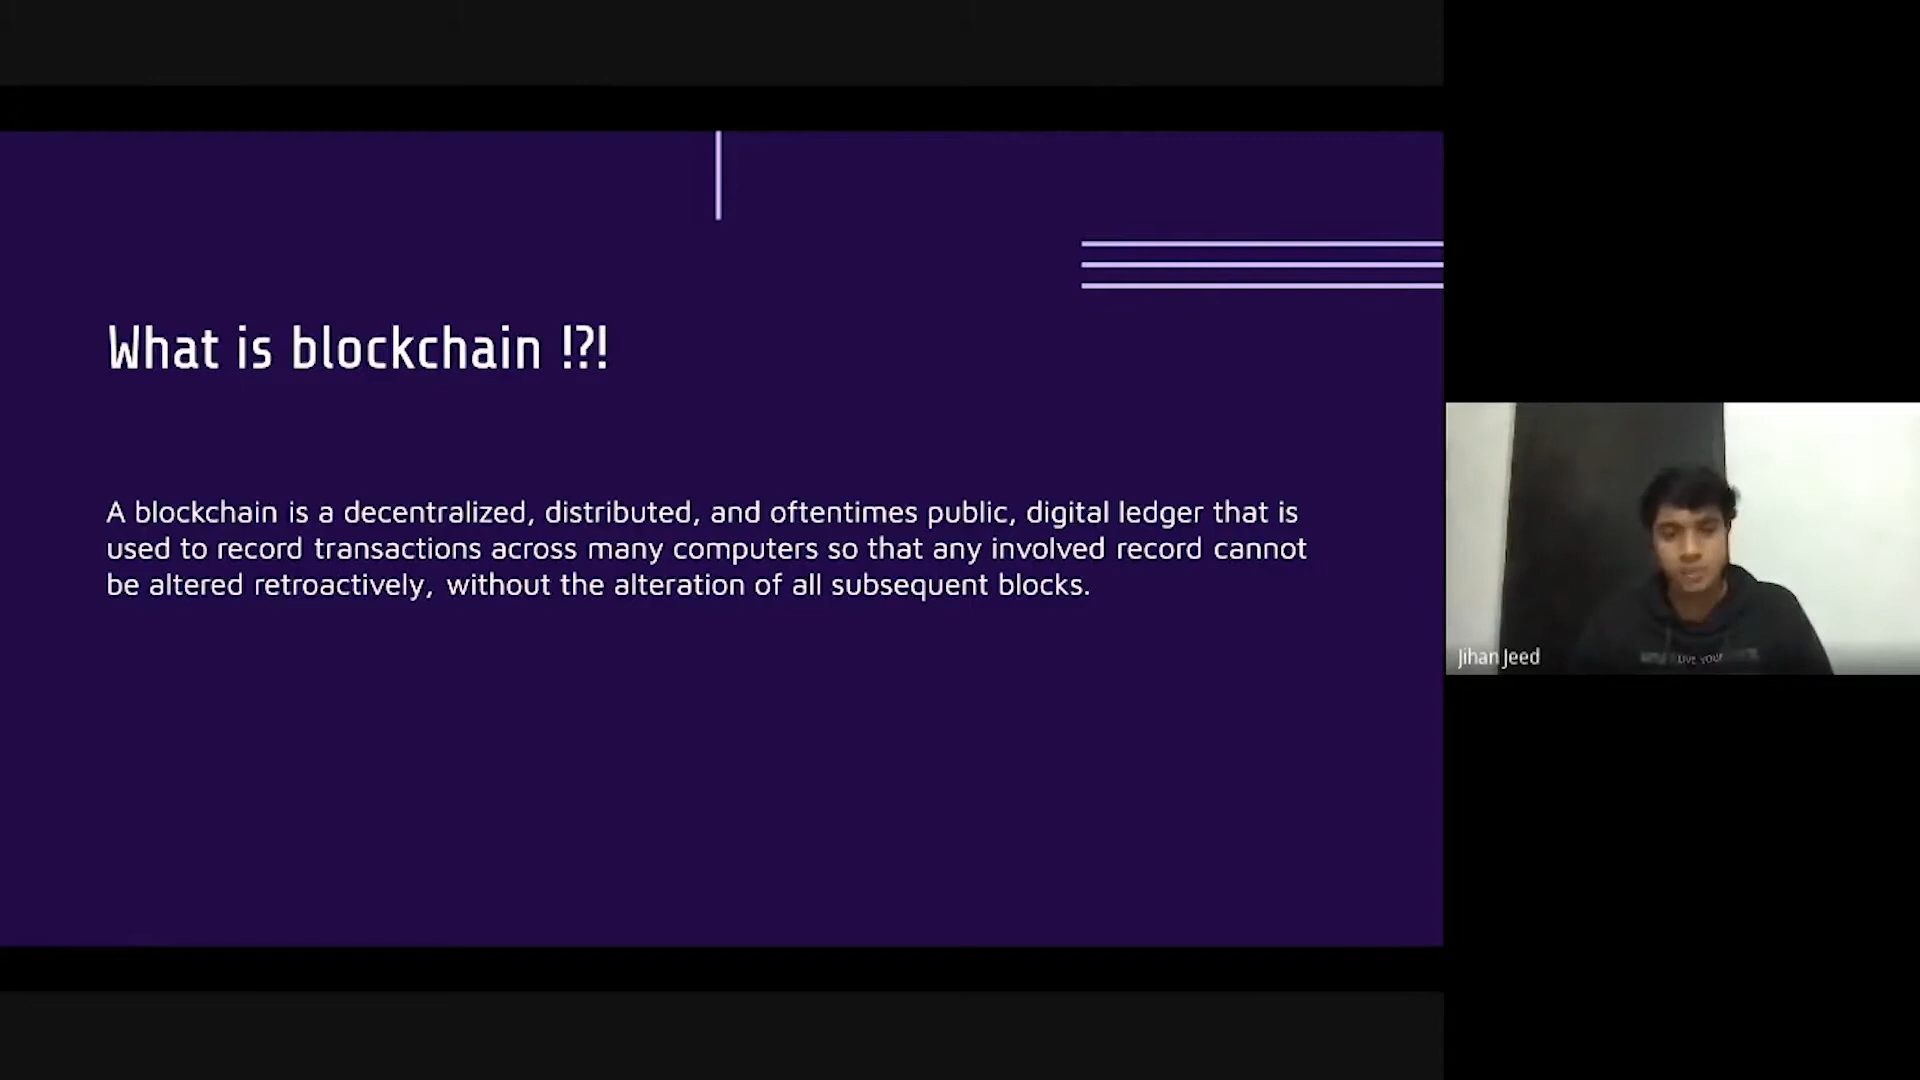 What is blockchain !?!
A blockchain is a decentralized, distributed, and oftentimes public, digital ledger that is
used to record transactions across many computers so that any involved record cannot
be altered retroactively, without the alteration of all subsequent blocks.
Jihan Jeed
LIVE YOUR